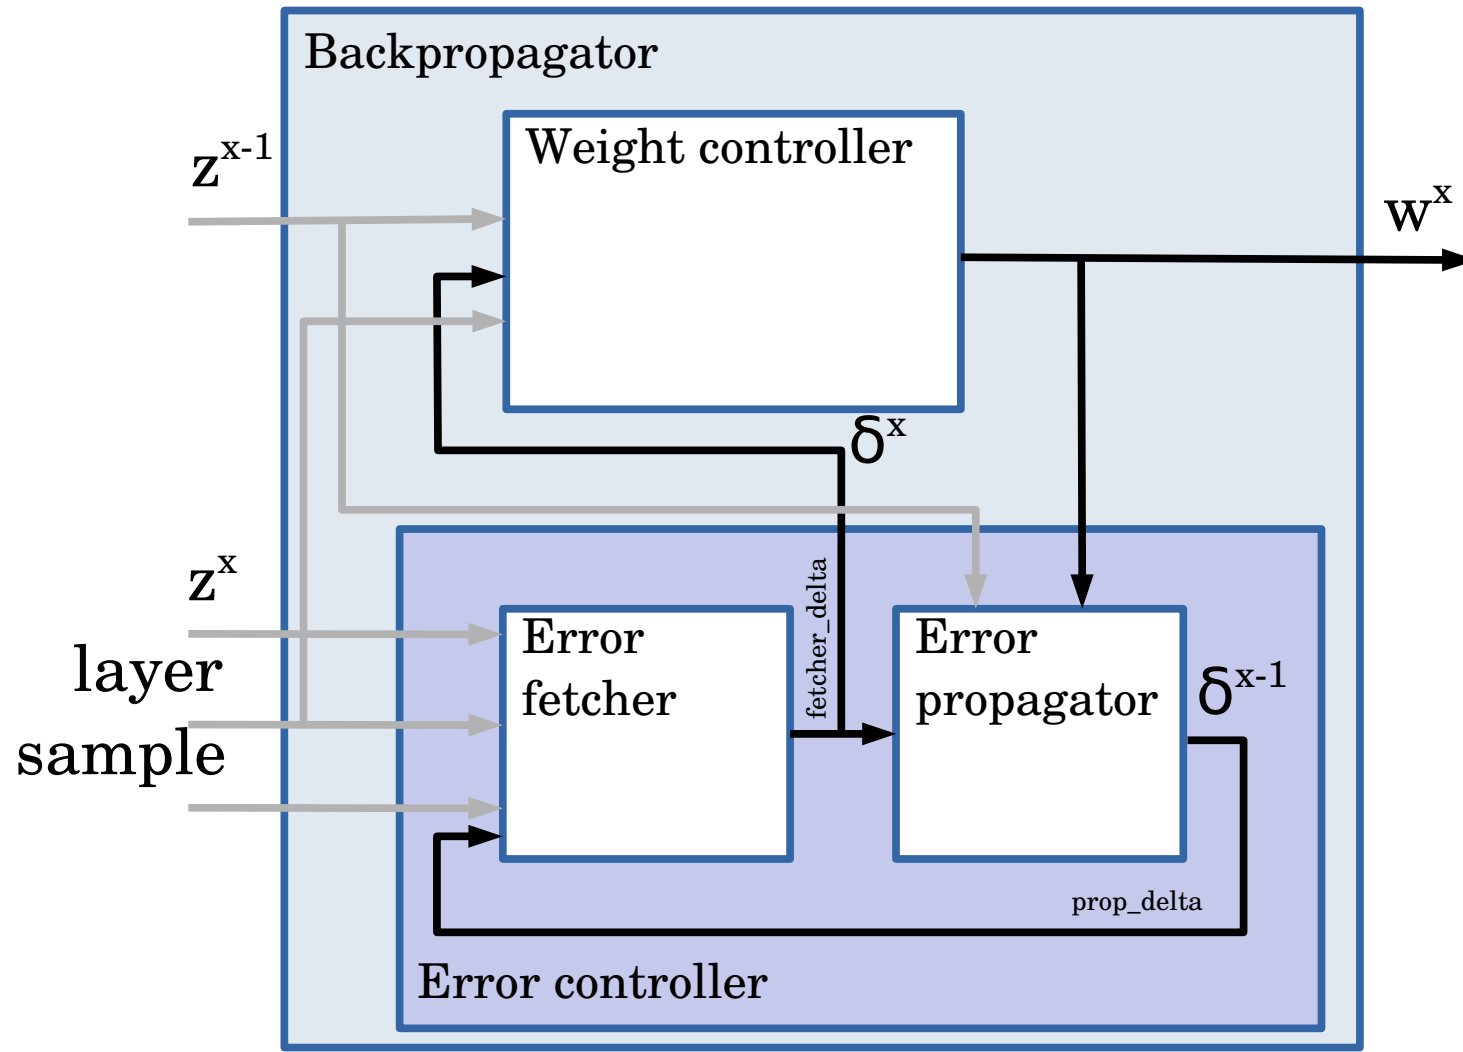 Backpropagator
Weight controller
z^x-1
w^x
δ^x
z^x
layer
sample
Error
fetcher
fetcher_delta
Error
propagator
δ^x-1
prop_delta
Error controller